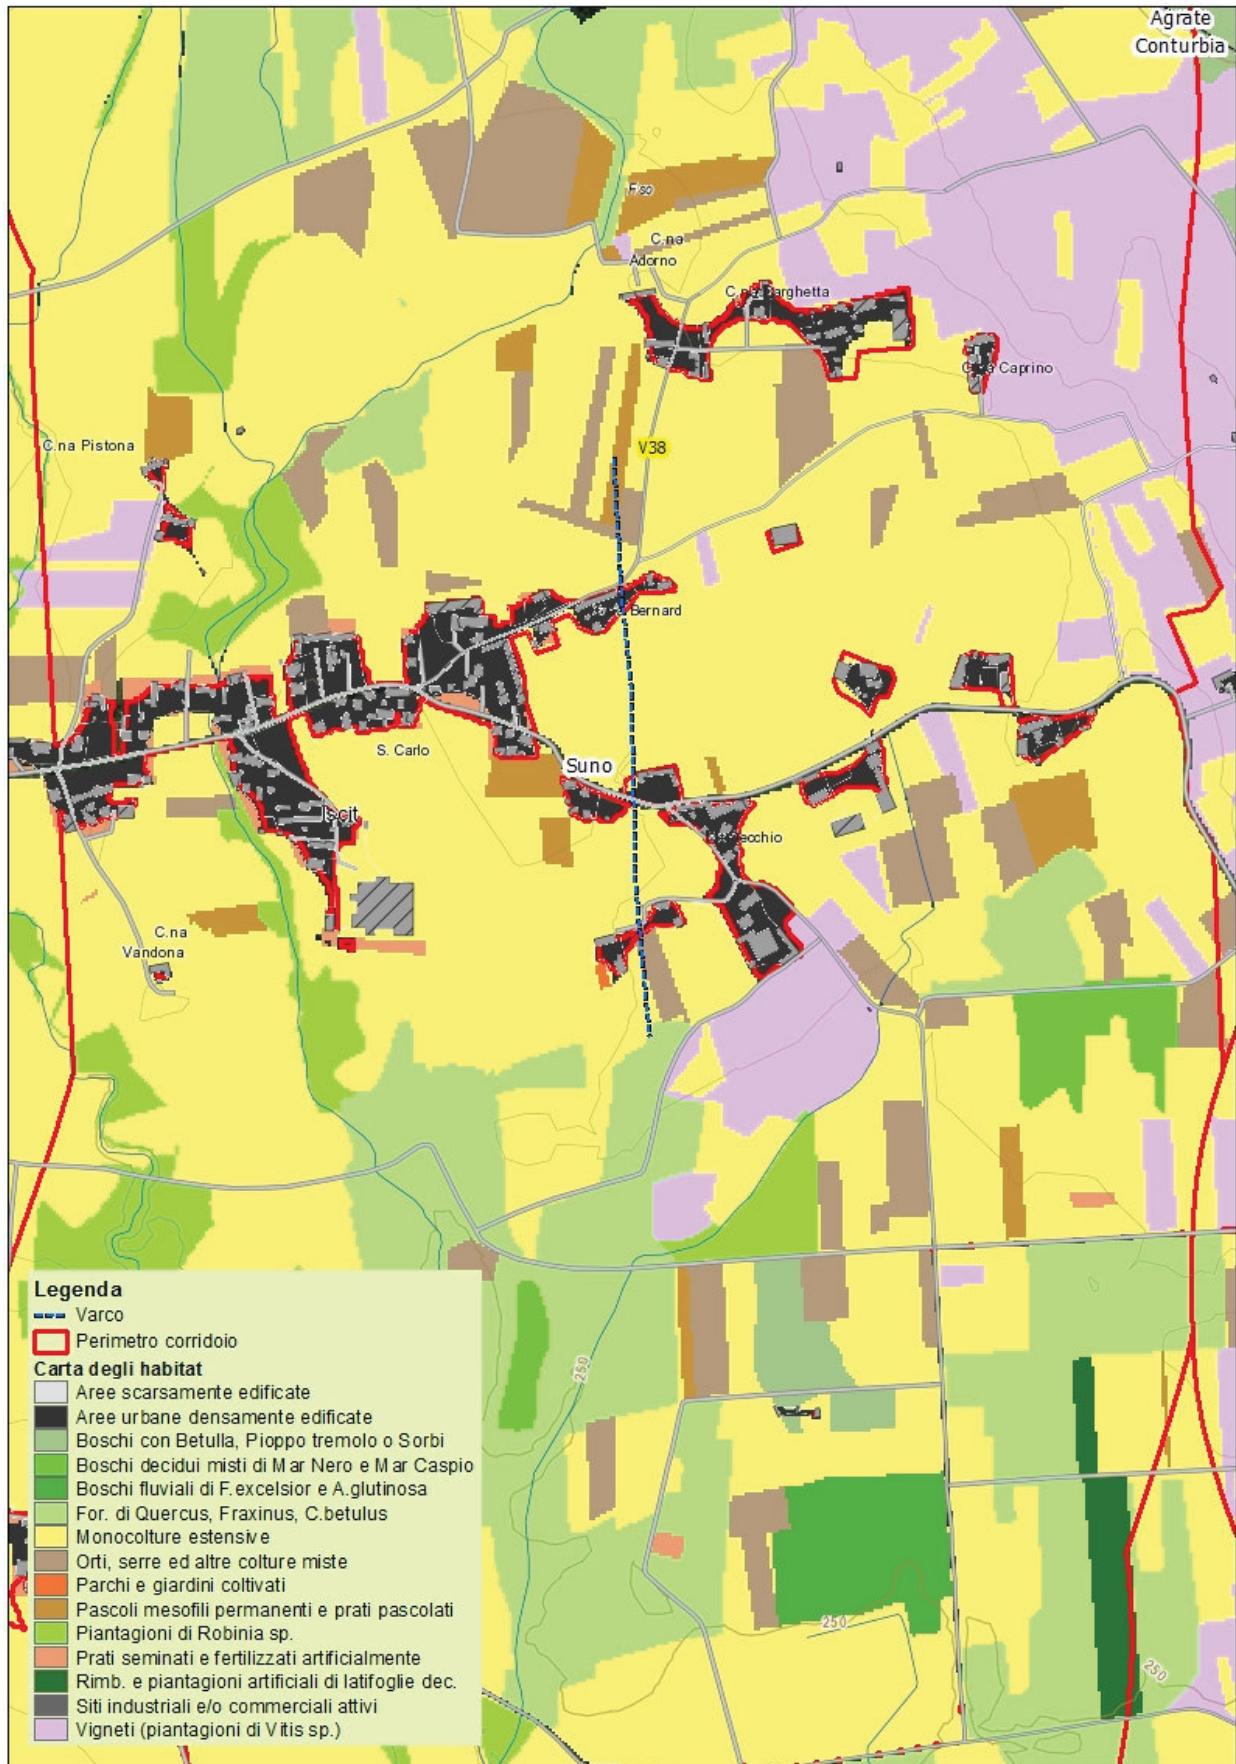 Agrate
Conturbia
F.so
C.na
Adorno
C.na Barghetta
C.na Caprino
C.na Pistona
V38
Bernard
S. Carlo
Suno
Iscit
C.na
Vandona
250
250
250
Legenda
Varco
Perimetro corridoio
Carta degli habitat
Aree scarsamente edificate
Aree urbane densamente edificate
Boschi con Betulla, Pioppo tremolo o Sorbi
Boschi decidui misti di Mar Nero e Mar Caspio
Boschi fluviali di F.excelsior e A.glutinosa
For. di Quercus, Fraxinus, C.betulus
Monocolture estensive
Orti, serre ed altre colture miste
Parchi e giardini coltivati
Pascoli mesofili permanenti e prati pascolati
Piantagioni di Robinia sp.
Prati seminati e fertilizzati artificialmente
Rimb. e piantagioni artificiali di latifoglie dec.
Siti industriali e/o commerciali attivi
Vigneti (piantagioni di Vitis sp.)